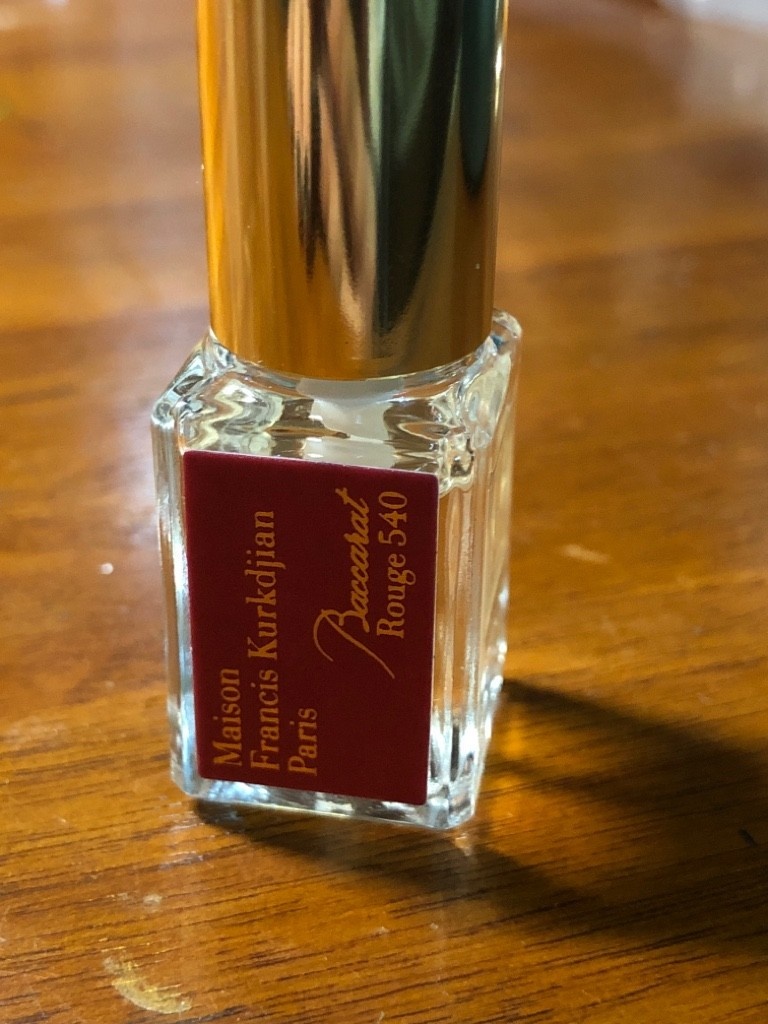 Maison
Francis Kurkdjian
Paris
Baccarat
Rouge 540